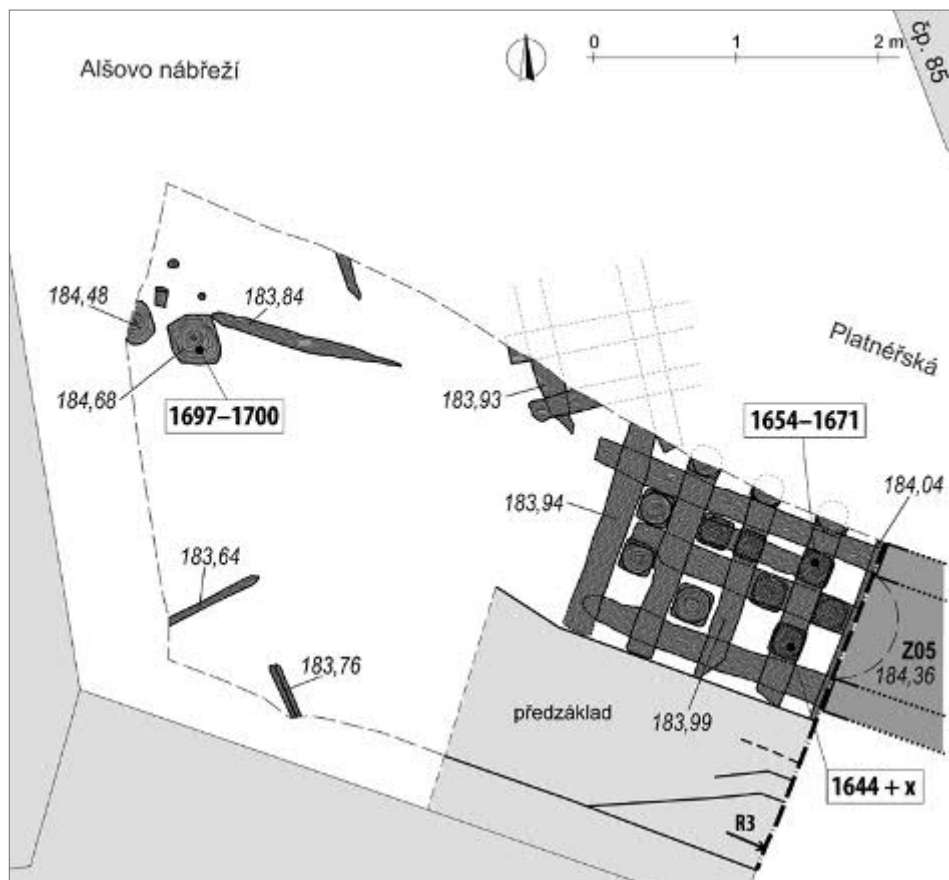 Alšovo nábřeží
0 1 2 m
čp. 85
184,48
183,84
Platnéřská
184,68
1697–1700
183,93
1654–1671
184,04
183,94
183,64
Z05
184,36
183,76
předzáklad
183,99
1644 + x
R3